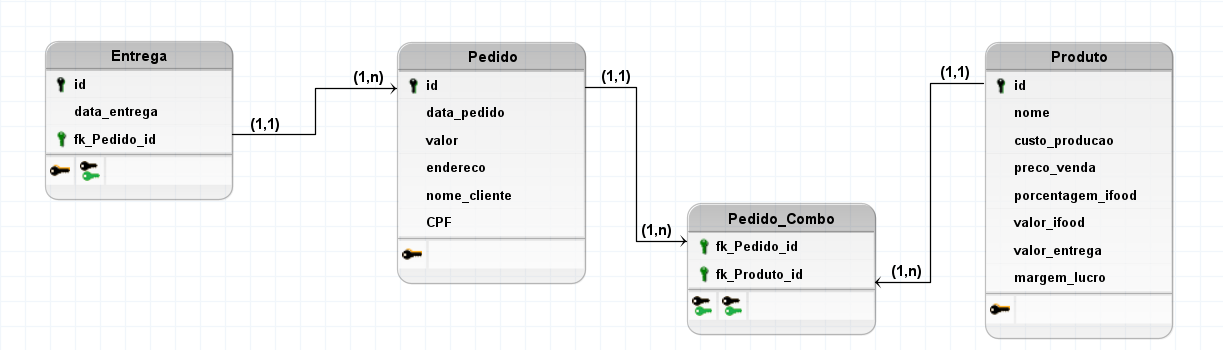 Entrega
id
data_entrega
fk_Pedido_id
(1,1)
(1,n)
Pedido
id
data_pedido
valor
endereco
nome_cliente
CPF
(1,1)
(1,n)
Pedido_Combo
fk_Pedido_id
fk_Produto_id
(1,n)
(1,1)
Produto
id
nome
custo_producao
preco_venda
porcentagem_ifood
valor_ifood
valor_entrega
margem_lucro